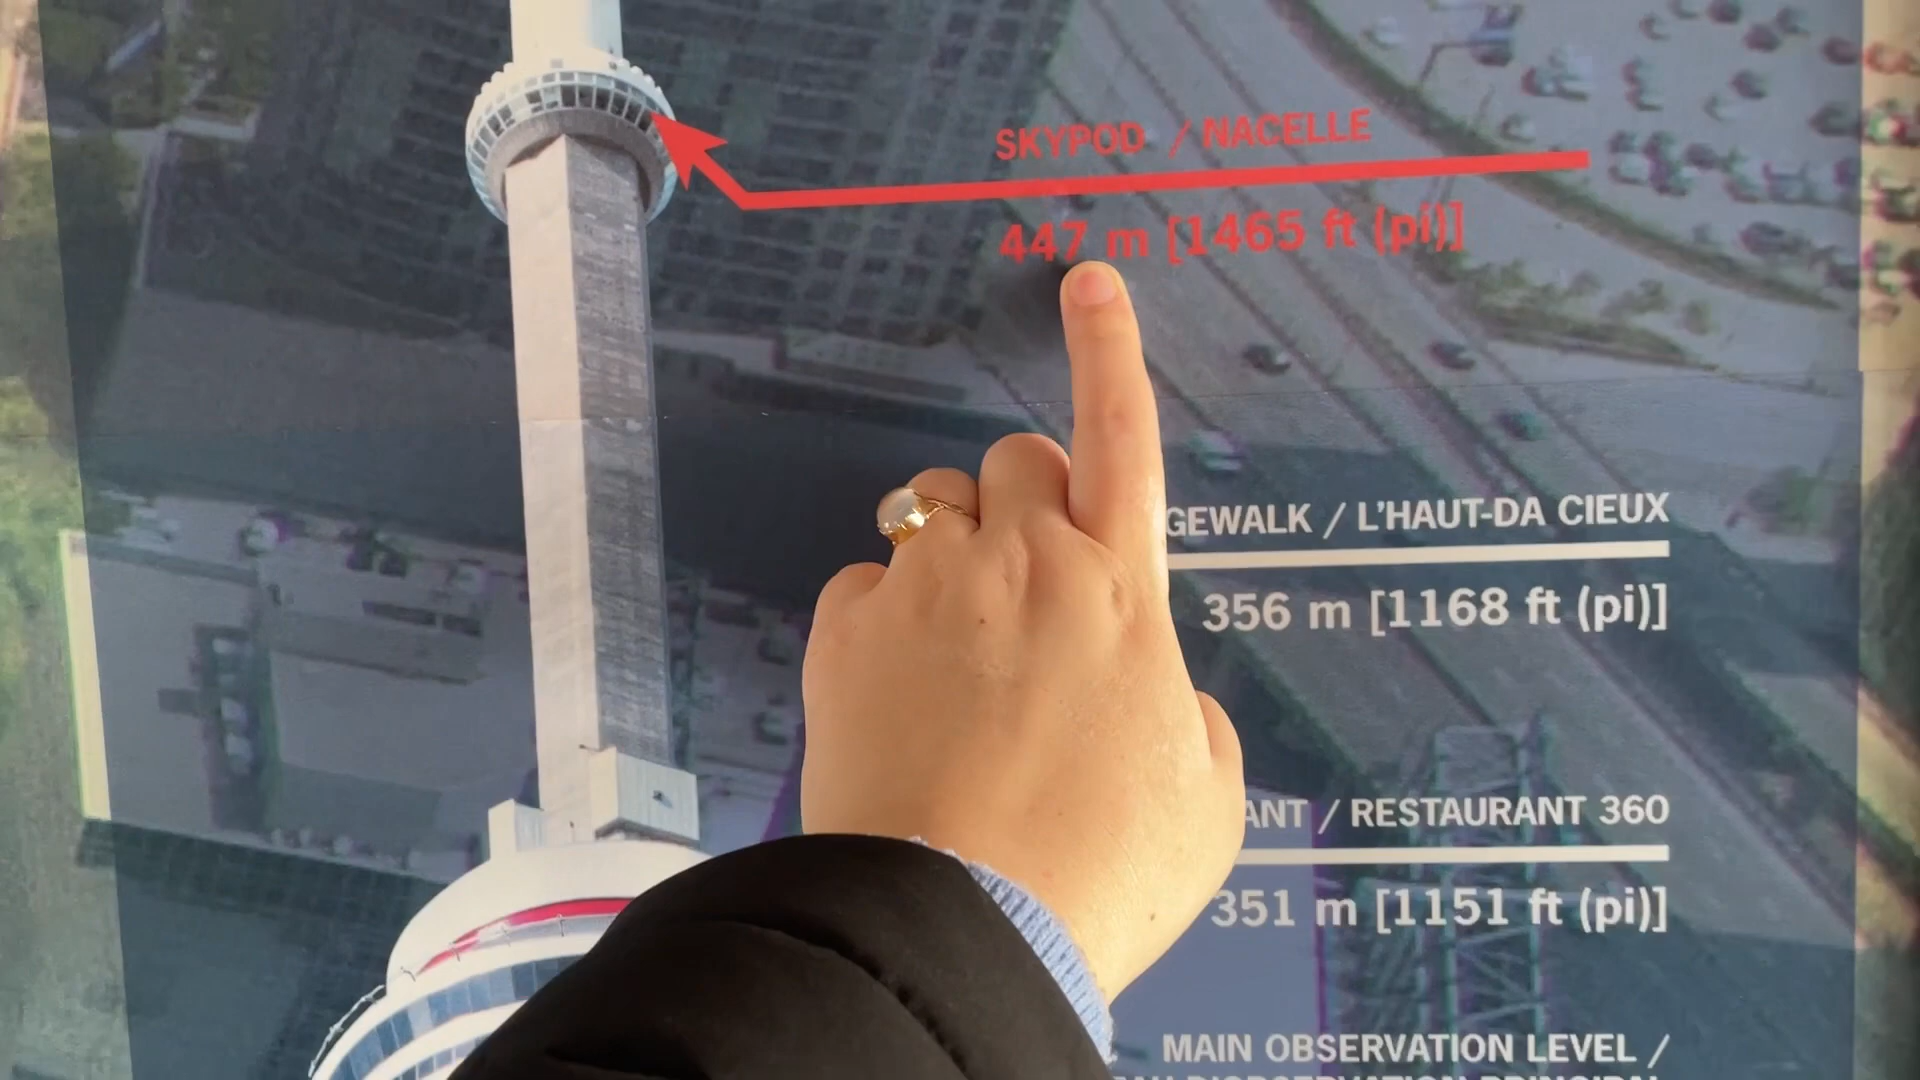 SKYPOD / NACELLE
447 m [1465 ft (pi)]
GEWALK / L'HAUT-DA CIEUX
356 m [1168 ft (pi)]
ANT / RESTAURANT 360
351 m [1151 ft (pi)]
MAIN OBSERVATION LEVEL /